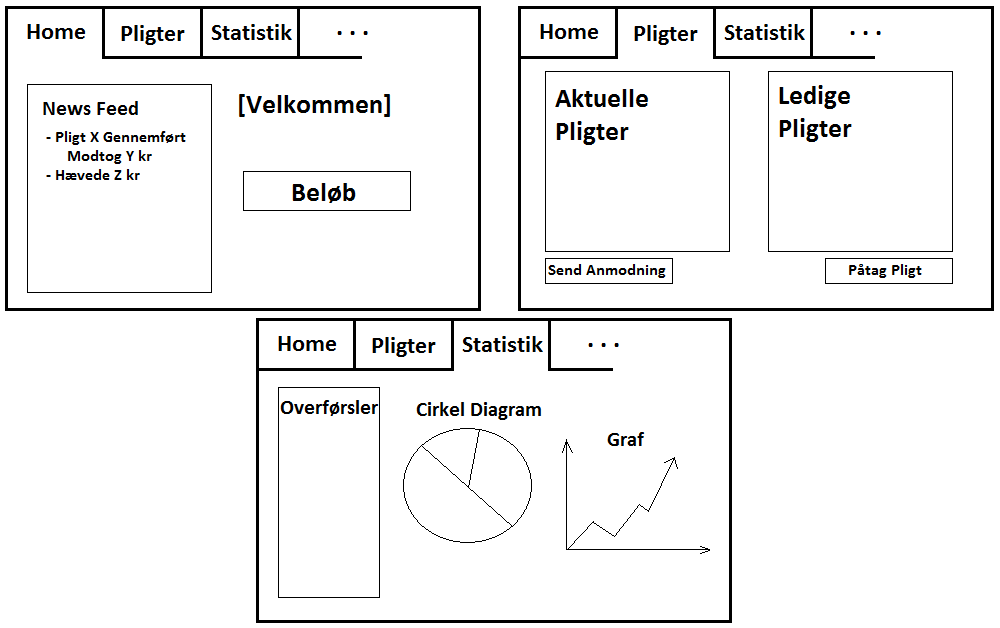 Home Pligter Statistik ...
News Feed
- Pligt X Gennemført
Modtog Y kr
- Hævede Z kr
[Velkommen]
Beløb
Home Pligter Statistik ...
Aktuelle
Pligter
Send Anmodning
Ledige
Pligter
Påtag Pligt
Home Pligter Statistik ...
Overførsler
Cirkel Diagram
Graf